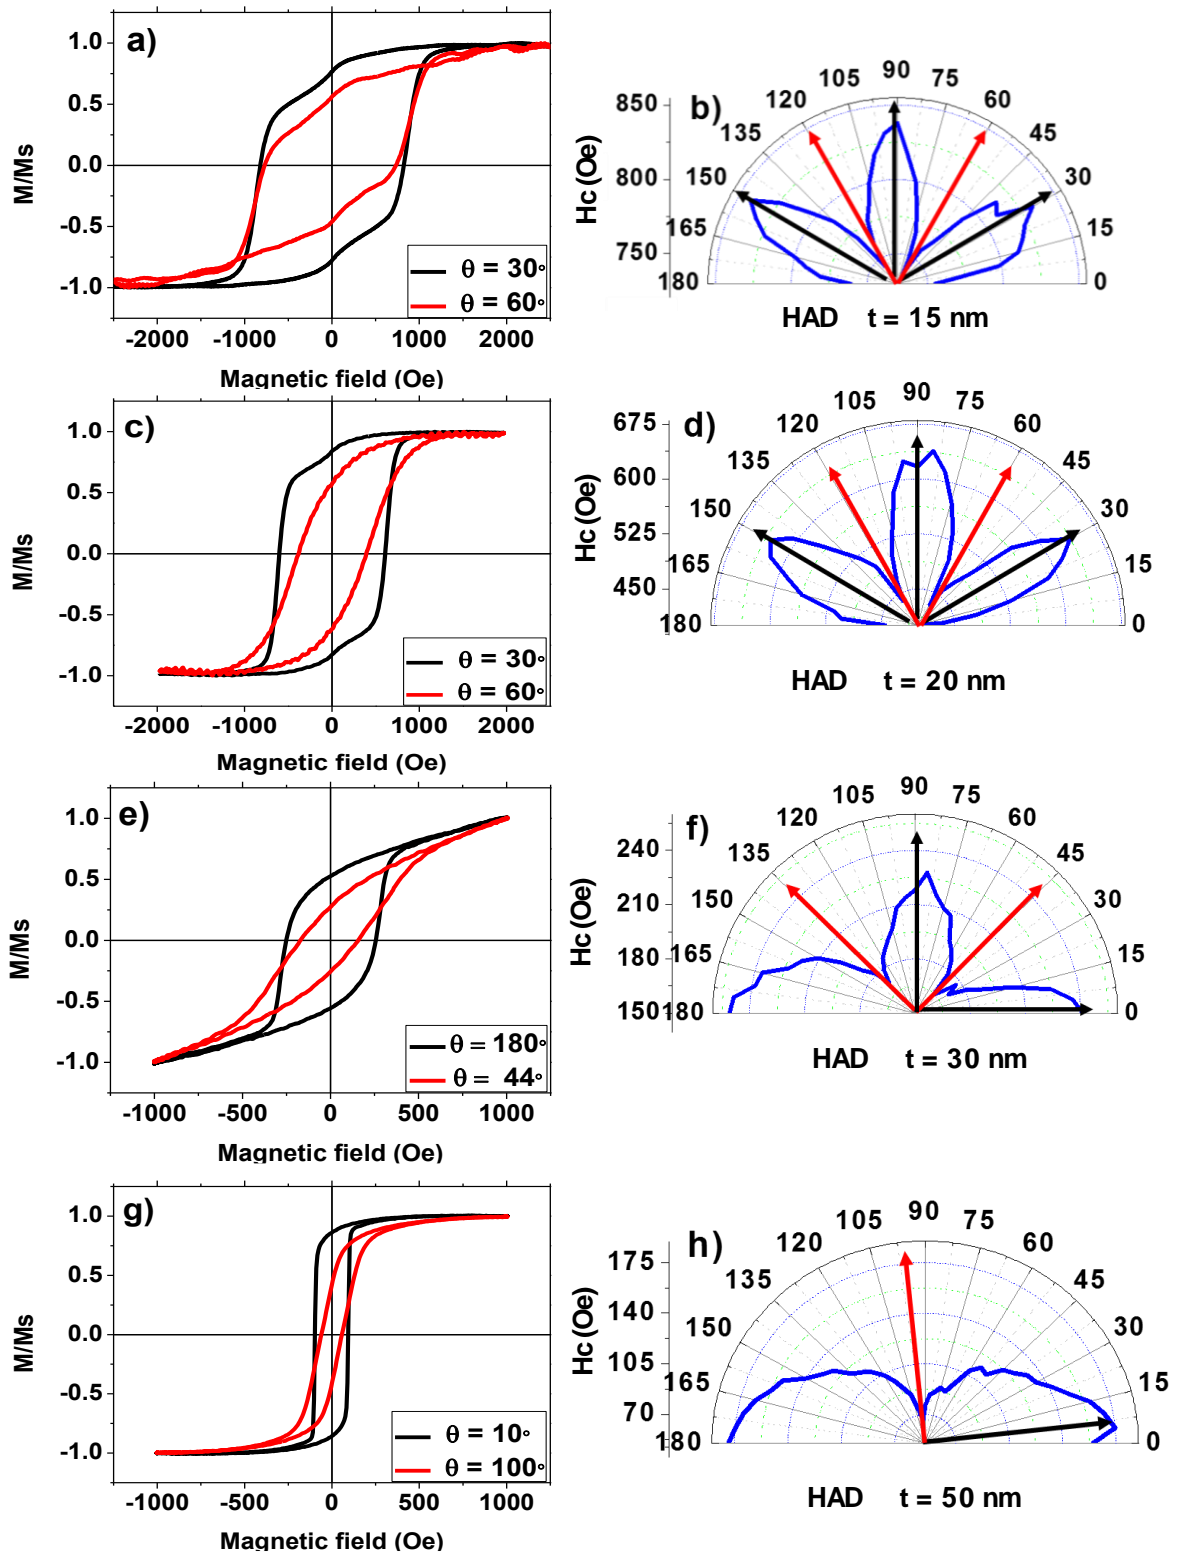 a)
1.0
0.5
0.0
-0.5
-1.0
M/Ms
θ = 30°
θ = 60°
-2000 -1000 0 1000 2000
Magnetic field (Oe)
b)
850
800
750
Hc (Oe)
180 165 150 135 120 105 90 75 60 45 30 15 0
HAD t = 15 nm
c)
1.0
0.5
0.0
-0.5
-1.0
M/Ms
θ = 30°
θ = 60°
-2000 -1000 0 1000 2000
Magnetic field (Oe)
d)
675
600
525
450
Hc (Oe)
180 165 150 135 120 105 90 75 60 45 30 15 0
HAD t = 20 nm
e)
1.0
0.5
0.0
-0.5
-1.0
M/Ms
θ = 180°
θ = 44°
-1000 -500 0 500 1000
Magnetic field (Oe)
f)
240
210
180
150
Hc (Oe)
180 165 150 135 120 105 90 75 60 45 30 15 0
HAD t = 30 nm
g)
1.0
0.5
0.0
-0.5
-1.0
M/Ms
θ = 10°
θ = 100°
-1000 -500 0 500 1000
Magnetic field (Oe)
h)
175
140
105
70
Hc (Oe)
180 165 150 135 120 105 90 75 60 45 30 15 0
HAD t = 50 nm